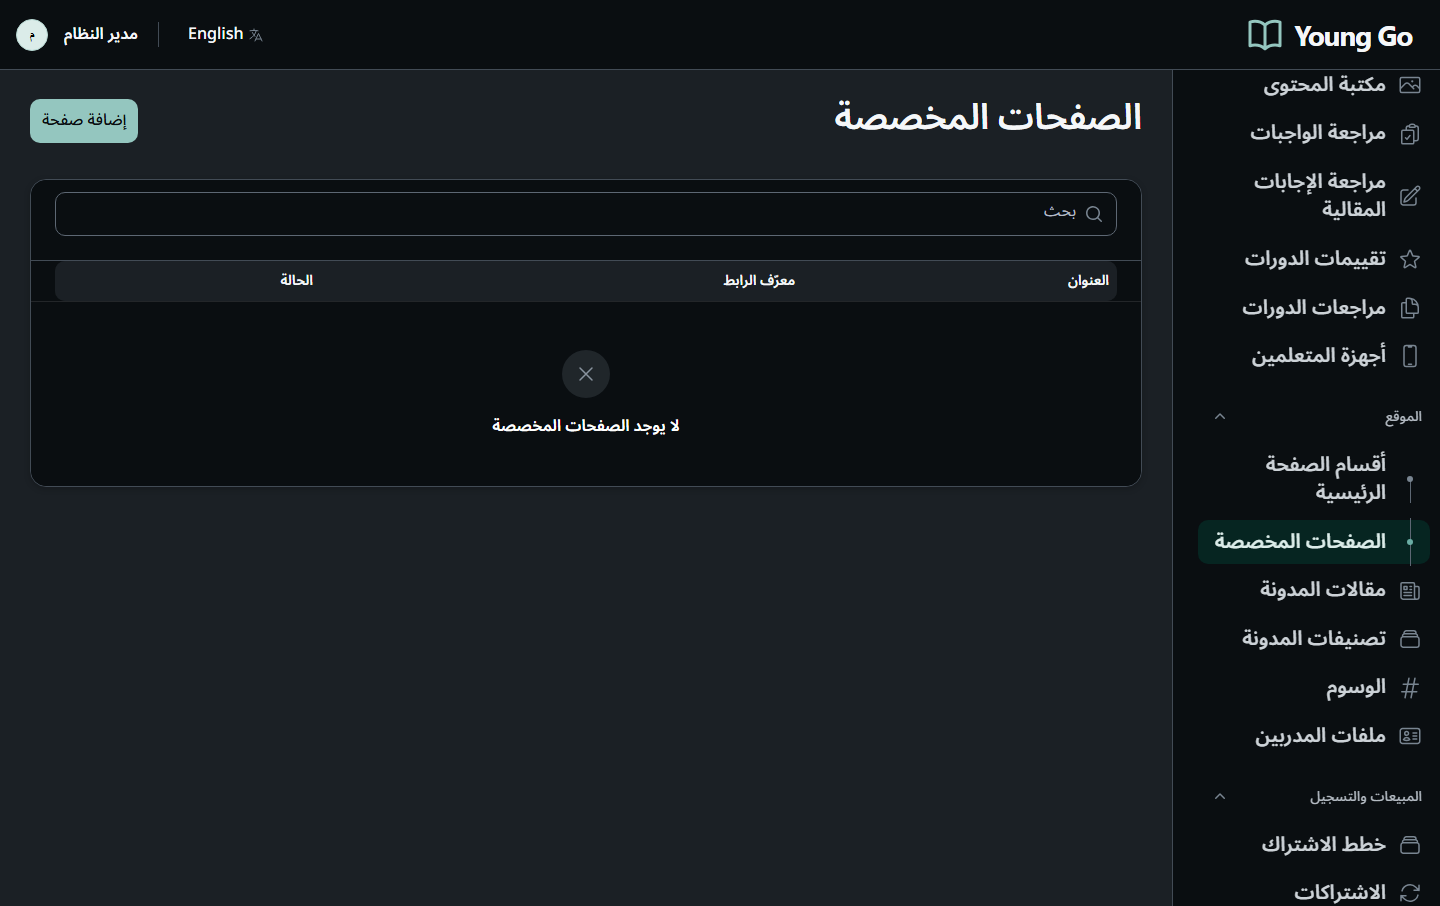 Young Go
English
مدير النظام
م
مكتبة المحتوى
مراجعة الواجبات
مراجعة الإجابات
المقالية
تقييمات الدورات
مراجعات الدورات
أجهزة المتعلمين
الموقع
أقسام الصفحة
الرئيسية
الصفحات المخصصة
مقالات المدونة
تصنيفات المدونة
الوسوم
ملفات المدربين
المبيعات والتسجيل
خطط الاشتراك
الاشتراكات
الصفحات المخصصة
إضافة صفحة
بحث
العنوان
معرّف الرابط
الحالة
لا يوجد الصفحات المخصصة